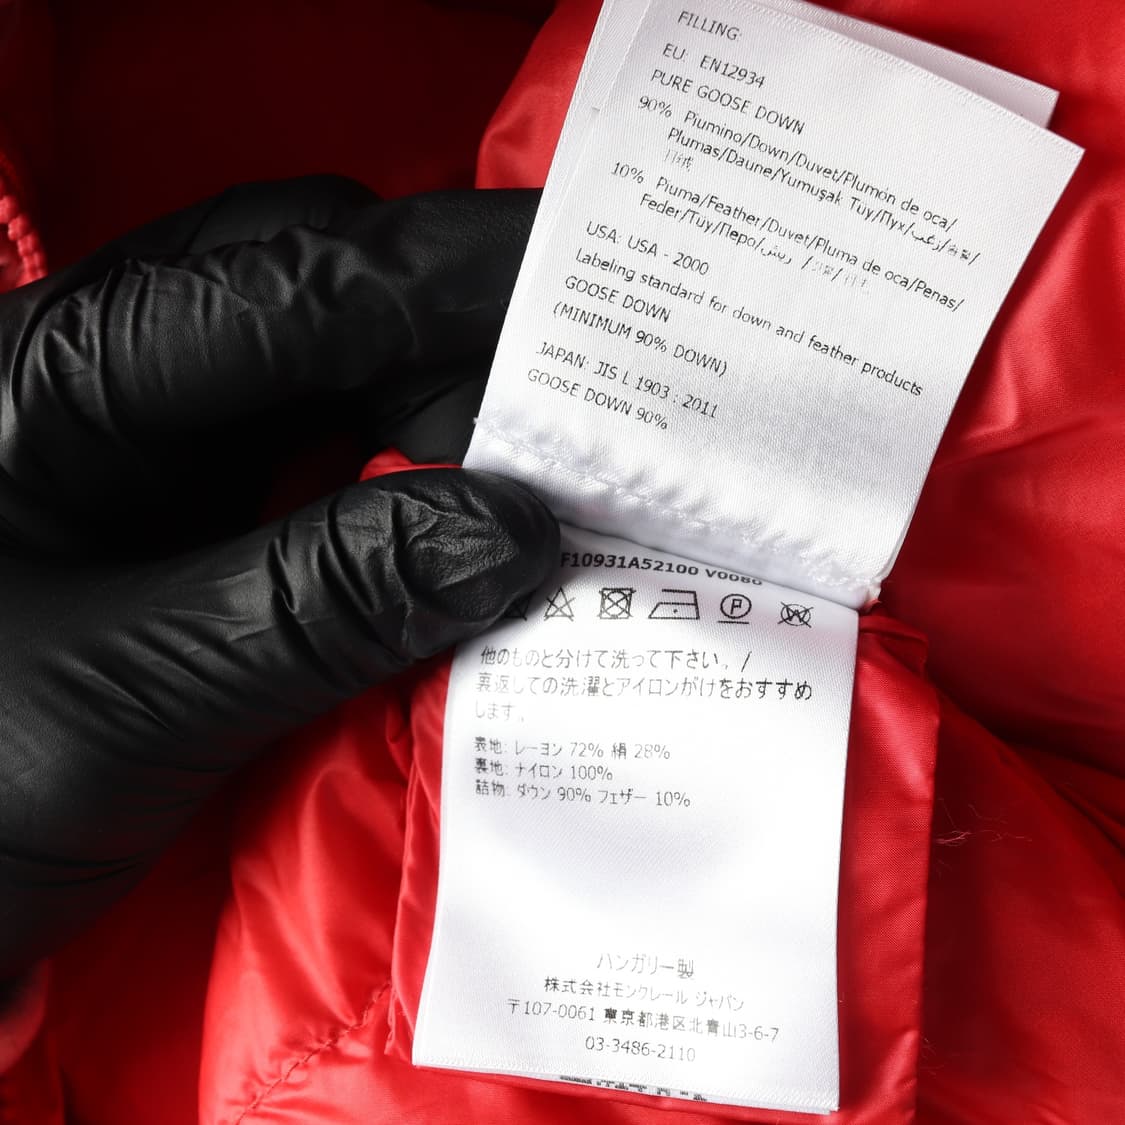 FILLING:
EU: EN12934
PURE GOOSE DOWN
90% Piumino/Down/Duvet/Plumón de oca/
Plumas/Daune/Yumuşak Tüy/Пух/زغب/
羽绒
10% Piuma/Feather/Duvet/Pluma de oca/Penas/
Feder/Tüy/Перо/ريش/
USA: USA - 2000
Labeling standard for down and feather products
GOOSE DOWN
(MINIMUM 90% DOWN)
JAPAN: JIS L 1903 : 2011
GOOSE DOWN 90%
F10931A52100 V0086
P
W
他のものと分けて洗って下さい。/
裏返しての洗濯とアイロンがけをおすすめ
します。
表地: レーヨン 72% 絹 28%
裏地: ナイロン 100%
詰物: ダウン 90% フェザー 10%
ハンガリー製
株式会社モンクレール ジャパン
〒107-0061 東京都港区北青山3-6-7
03-3486-2110